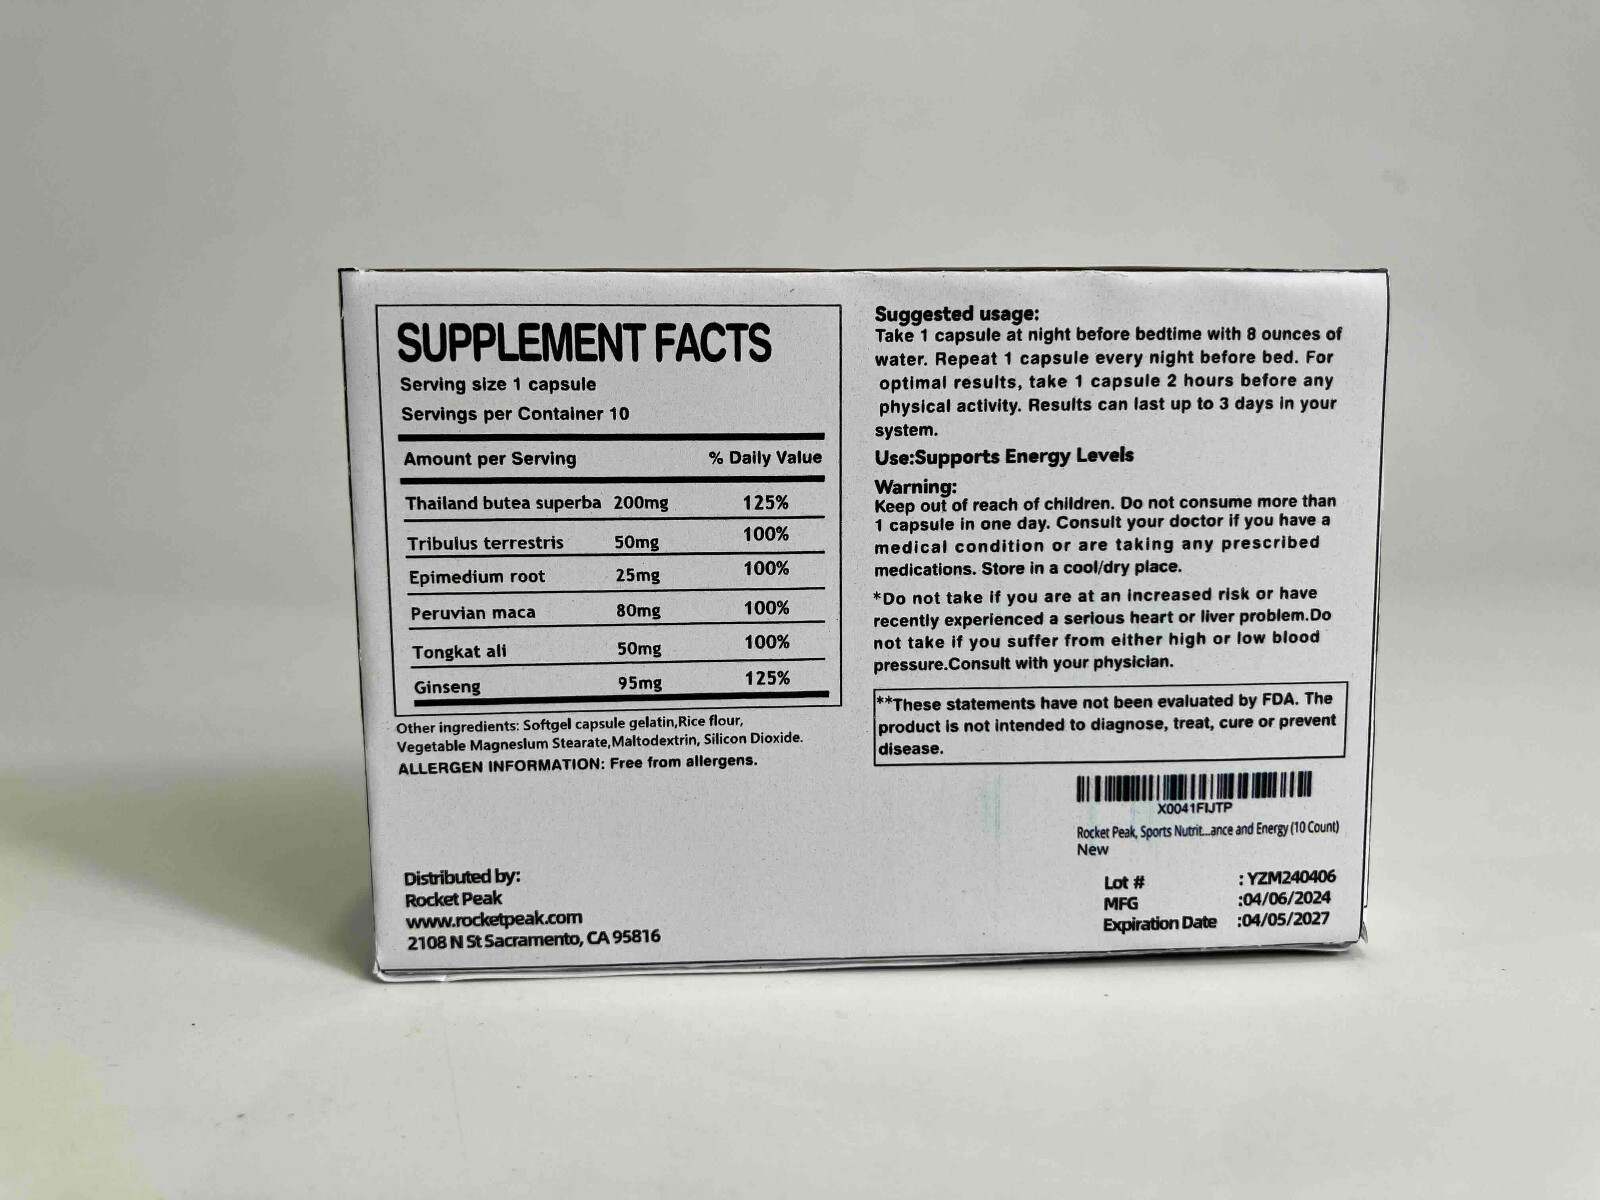 SUPPLEMENT FACTS
Serving size 1 capsule
Servings per Container 10
Amount per Serving % Daily Value
Thailand butea superba 200mg 125%
Tribulus terrestris 50mg 100%
Epimedium root 25mg 100%
Peruvian maca 80mg 100%
Tongkat ali 50mg 100%
Ginseng 95mg 125%
Other ingredients: Softgel capsule gelatin,Rice flour,
Vegetable Magneslum Stearate,Maltodextrin, Silicon Dioxide.
ALLERGEN INFORMATION: Free from allergens.
Distributed by:
Rocket Peak
www.rocketpeak.com
2108 N St Sacramento, CA 95816
Suggested usage:
Take 1 capsule at night before bedtime with 8 ounces of
water. Repeat 1 capsule every night before bed. For
optimal results, take 1 capsule 2 hours before any
physical activity. Results can last up to 3 days in your
system.
Use:Supports Energy Levels
Warning:
Keep out of reach of children. Do not consume more than
1 capsule in one day. Consult your doctor if you have a
medical condition or are taking any prescribed
medications. Store in a cool/dry place.
*Do not take if you are at an increased risk or have
recently experienced a serious heart or liver problem.Do
not take if you suffer from either high or low blood
pressure.Consult with your physician.
**These statements have not been evaluated by FDA. The
product is not intended to diagnose, treat, cure or prevent
disease.
X0041FIJTP
Rocket Peak, Sports Nutrit...ance and Energy (10 Count)
New
Lot # : YZM240406
MFG :04/06/2024
Expiration Date :04/05/2027